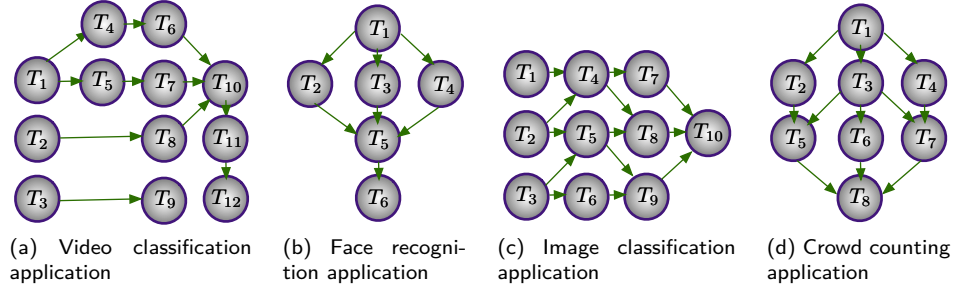 T4 T6
T1 T5 T7 T10
T2 T8 T11
T3 T9 T12
(a) Video classification
application
T1
T2 T3 T4
T5
T6
(b) Face recogni-
tion application
T1 T4 T7
T2 T5 T8 T10
T3 T6 T9
(c) Image classification
application
T1
T2 T3 T4
T5 T6 T7
T8
(d) Crowd counting
application